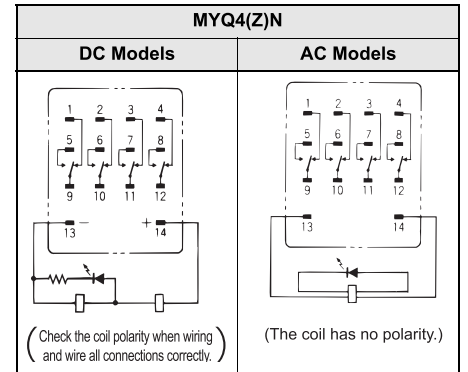 MYQ4(Z)N
DC Models
AC Models
1 2 3 4
5 6 7 8
9 10 11 12
− +
13 14
(Check the coil polarity when wiring
and wire all connections correctly.)
1 2 3 4
5 6 7 8
9 10 11 12
13 14
(The coil has no polarity.)